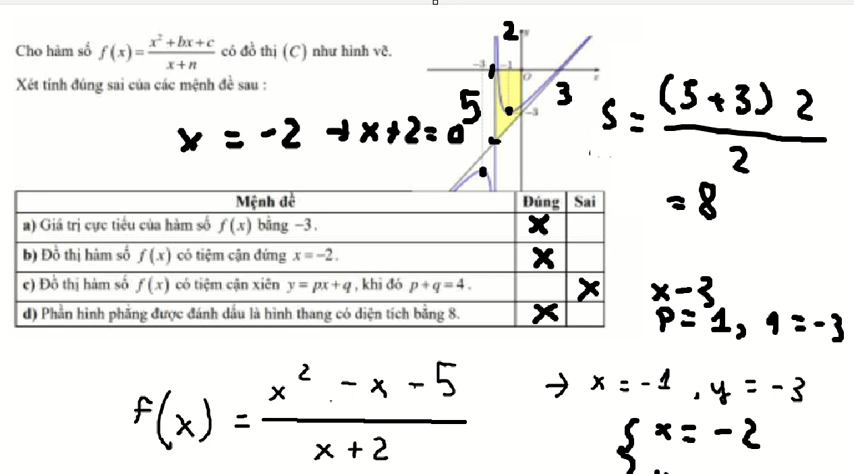 Cho hàm số f(x) = (x² + bx + c)/(x + n) có đồ thị (C) như hình vẽ.
Xét tính đúng sai của các mệnh đề sau :
2
-3 -1
O x
y
-3
5
3
x = -2 → x + 2 = 0
S = (5 + 3) 2 / 2
= 8
Mệnh đề Đúng Sai
a) Giá trị cực tiểu của hàm số f(x) bằng −3. x
b) Đồ thị hàm số f(x) có tiệm cận đứng x = −2. x
c) Đồ thị hàm số f(x) có tiệm cận xiên y = px + q, khi đó p + q = 4. x
d) Phần hình phẳng được đánh dấu là hình thang có diện tích bằng 8. x
x - 3
P = 1, q = -3
f(x) = (x² - x - 5)/(x + 2)
→ x = -1, y = -3
{ x = -2